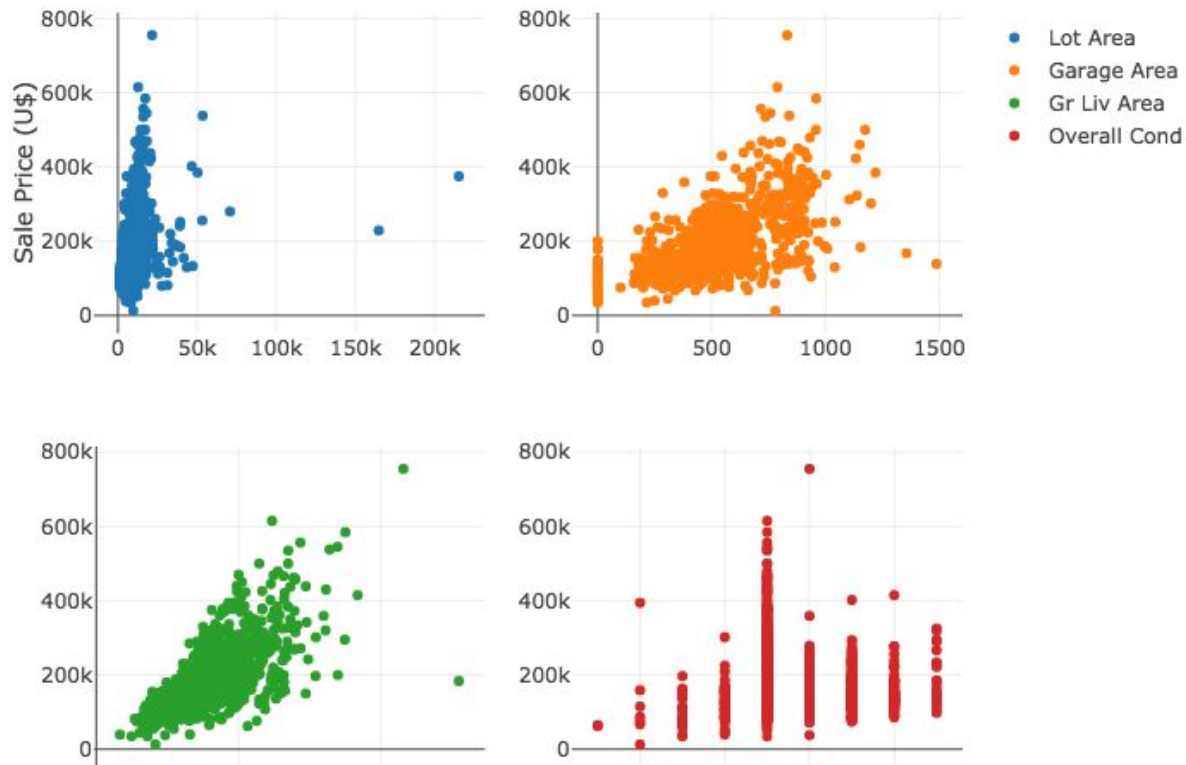 Sale Price (U$)
800k
600k
400k
200k
0
0
50k
100k
150k
200k
800k
600k
400k
200k
0
0
500
1000
1500
Lot Area
Garage Area
Gr Liv Area
Overall Cond
800k
600k
400k
200k
0
800k
600k
400k
200k
0